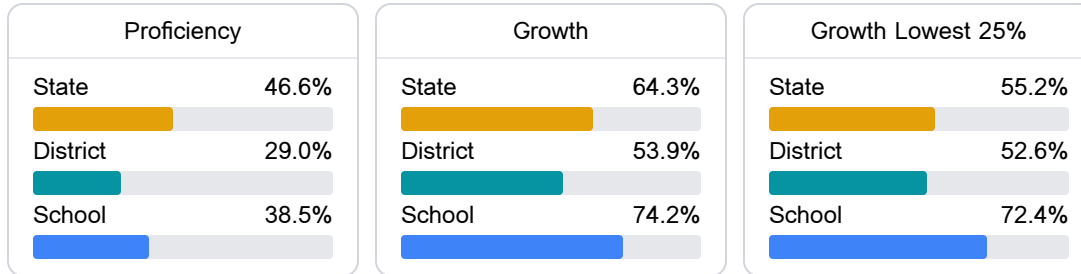 Proficiency
State 46.6%
District 29.0%
School 38.5%
Growth
State 64.3%
District 53.9%
School 74.2%
Growth Lowest 25%
State 55.2%
District 52.6%
School 72.4%